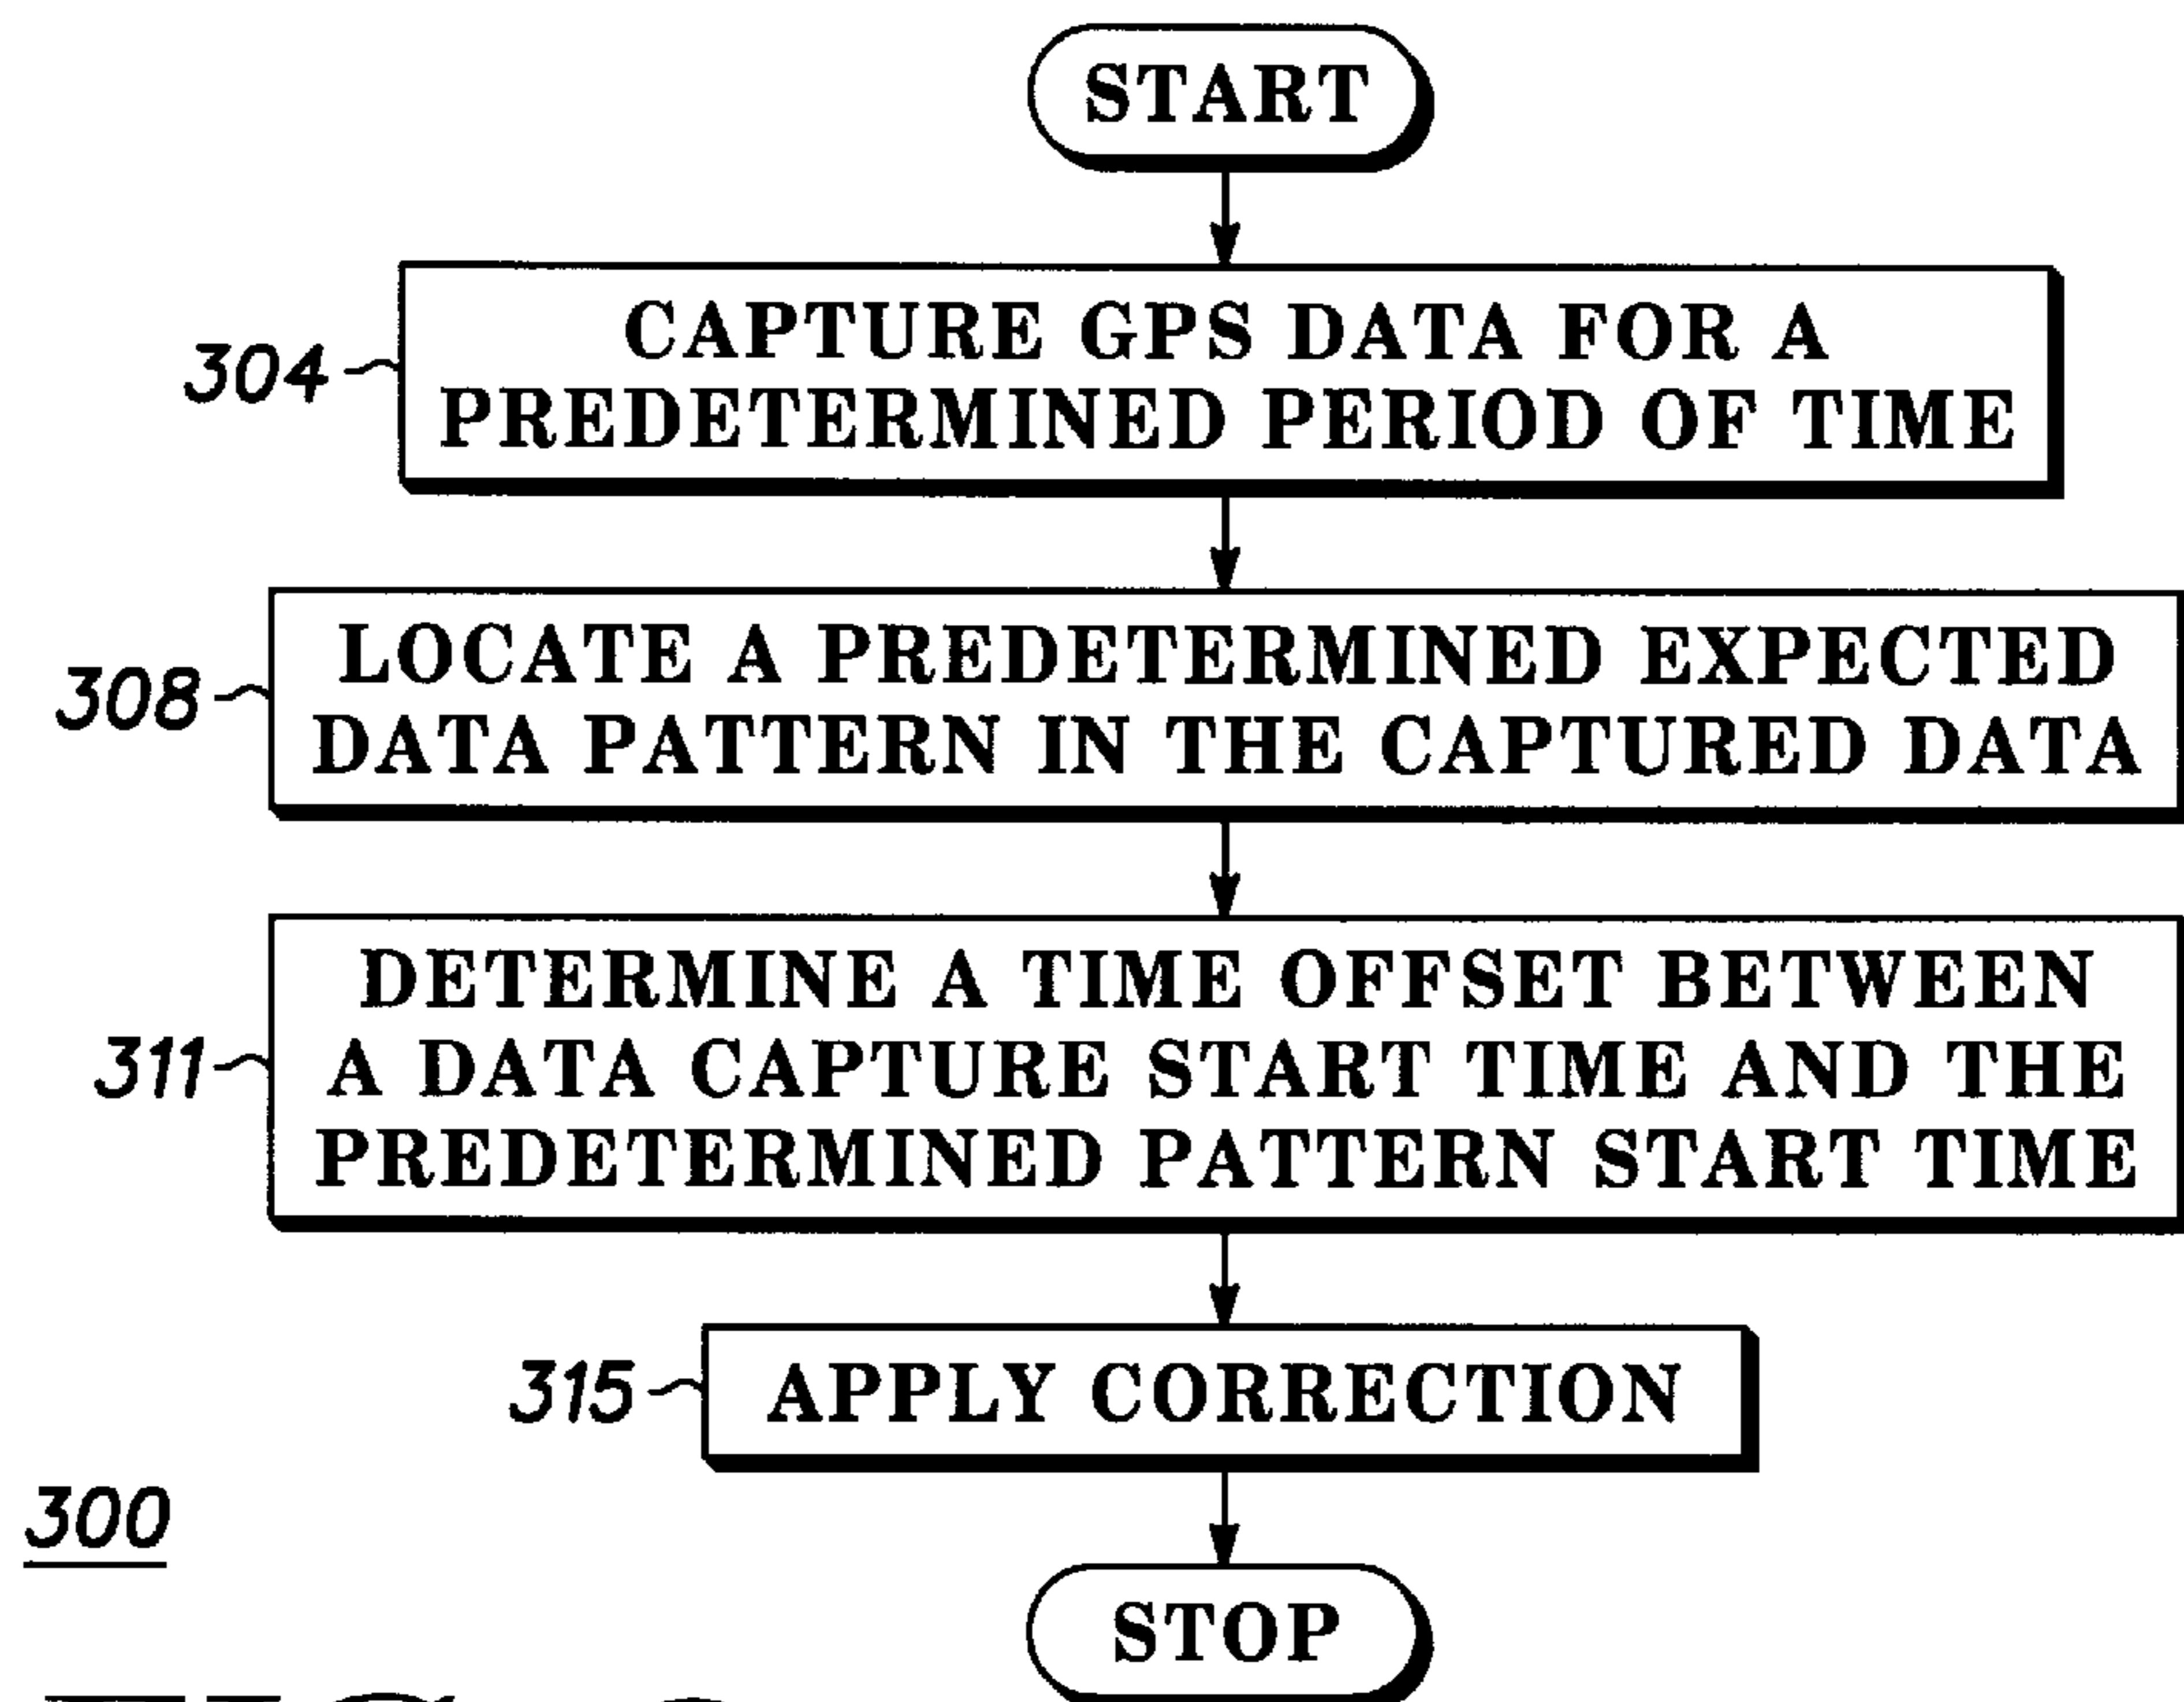 START
304
CAPTURE GPS DATA FOR A
PREDETERMINED PERIOD OF TIME
308
LOCATE A PREDETERMINED EXPECTED
DATA PATTERN IN THE CAPTURED DATA
311
DETERMINE A TIME OFFSET BETWEEN
A DATA CAPTURE START TIME AND THE
PREDETERMINED PATTERN START TIME
315
APPLY CORRECTION
300
STOP